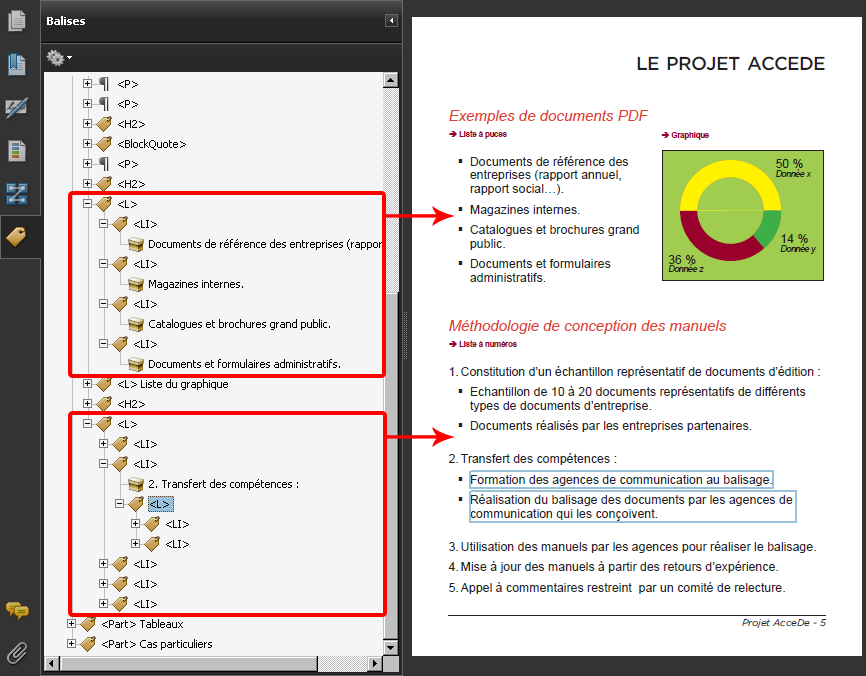 Balises
<P>
<P>
<H2>
<BlockQuote>
<P>
<H2>
<L>
<LI>
Documents de référence des entreprises (rappor
<LI>
Magazines internes.
<LI>
Catalogues et brochures grand public.
<LI>
Documents et formulaires administratifs.
<L> Liste du graphique
<H2>
<L>
<LI>
<LI>
2. Transfert des compétences :
<L>
<LI>
<LI>
<LI>
<LI>
<LI>
<Part> Tableaux
<Part> Cas particuliers
LE PROJET ACCEDE
Exemples de documents PDF
➔ Liste à puces
▪ Documents de référence des
entreprises (rapport annuel,
rapport social…).
▪ Magazines internes.
▪ Catalogues et brochures grand
public.
▪ Documents et formulaires
administratifs.
➔ Graphique
50 %
Donnée x
14 %
Donnée y
36 %
Donnée z
Méthodologie de conception des manuels
➔ Liste à numéros
1. Constitution d’un échantillon représentatif de documents d’édition :
▪ Echantillon de 10 à 20 documents représentatifs de différents
types de documents d’entreprise.
▪ Documents réalisés par les entreprises partenaires.
2. Transfert des compétences :
▪ Formation des agences de communication au balisage.
▪ Réalisation du balisage des documents par les agences de
communication qui les conçoivent.
3. Utilisation des manuels par les agences pour réaliser le balisage.
4. Mise à jour des manuels à partir des retours d’expérience.
5. Appel à commentaires restreint par un comité de relecture.
Projet AcceDe - 5